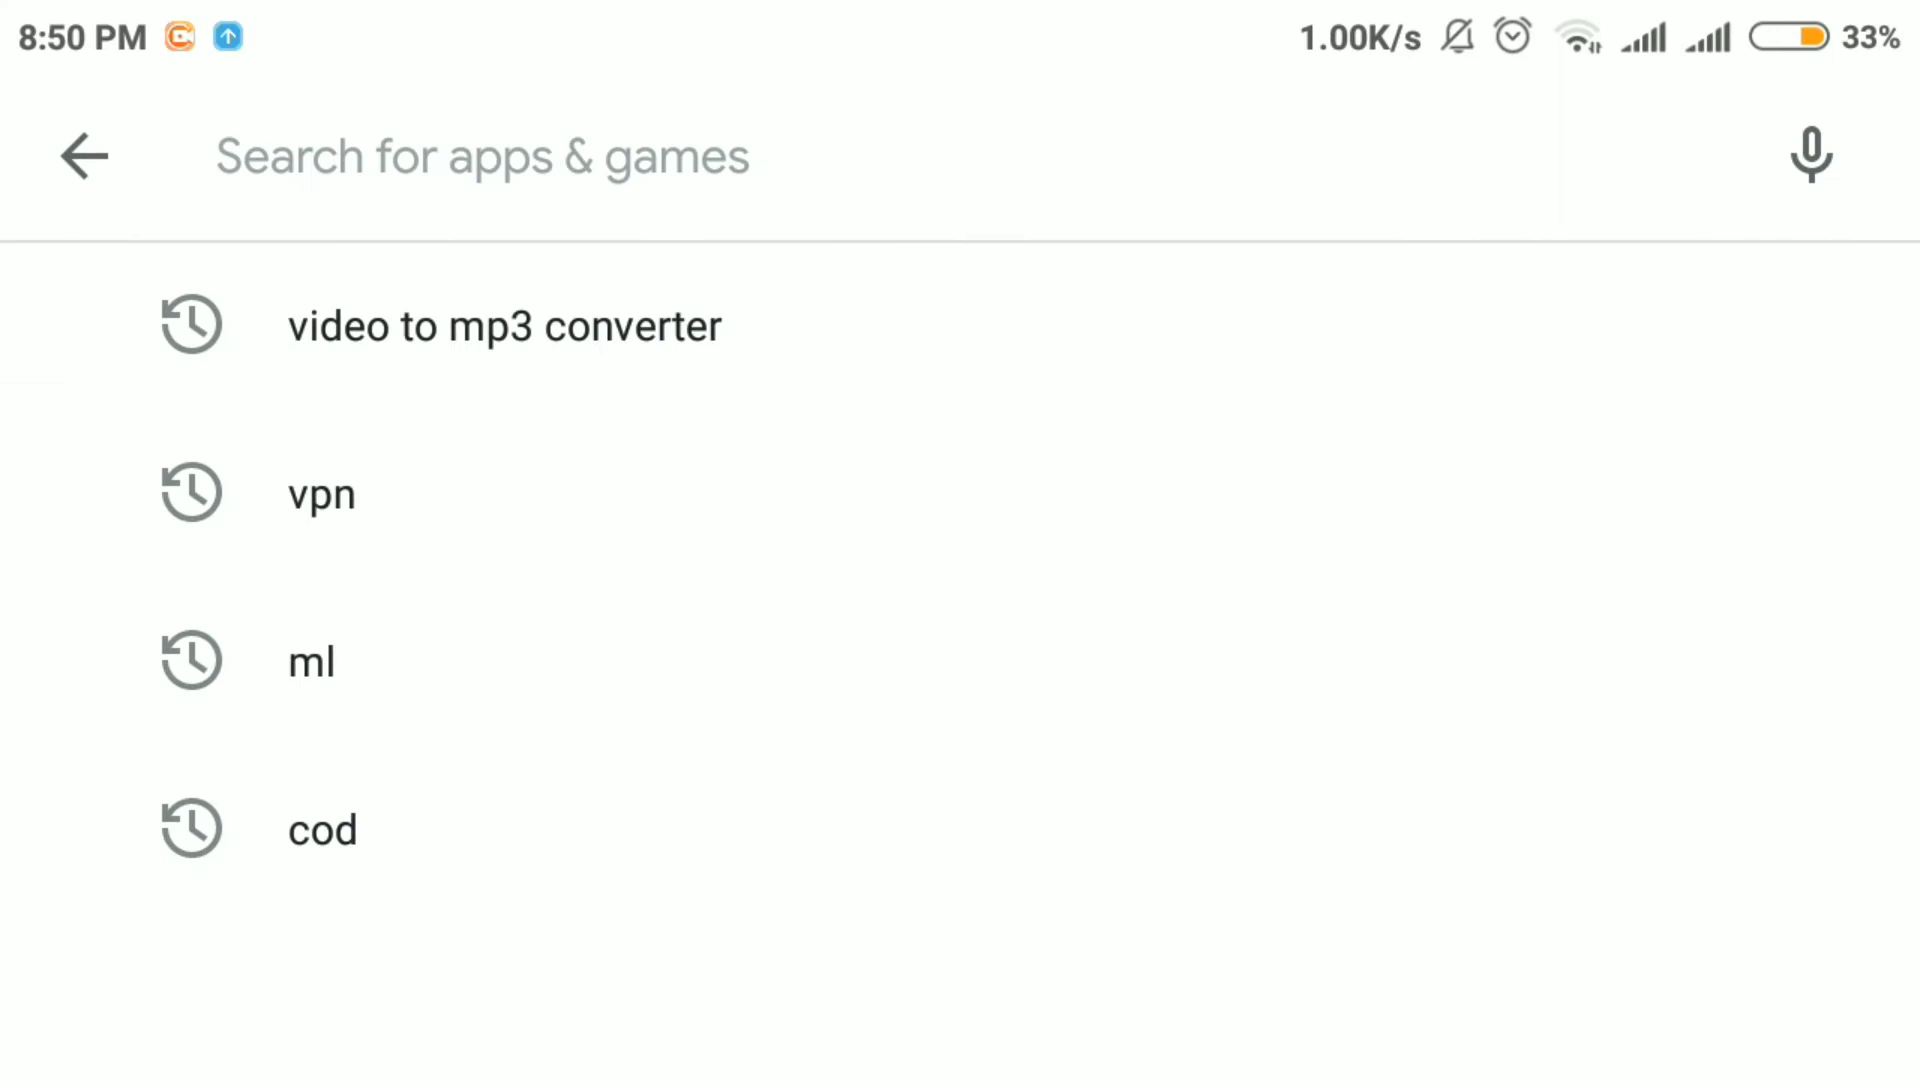 8:50 PM 1.00K/s 33%
Search for apps & games
video to mp3 converter
vpn
ml
cod